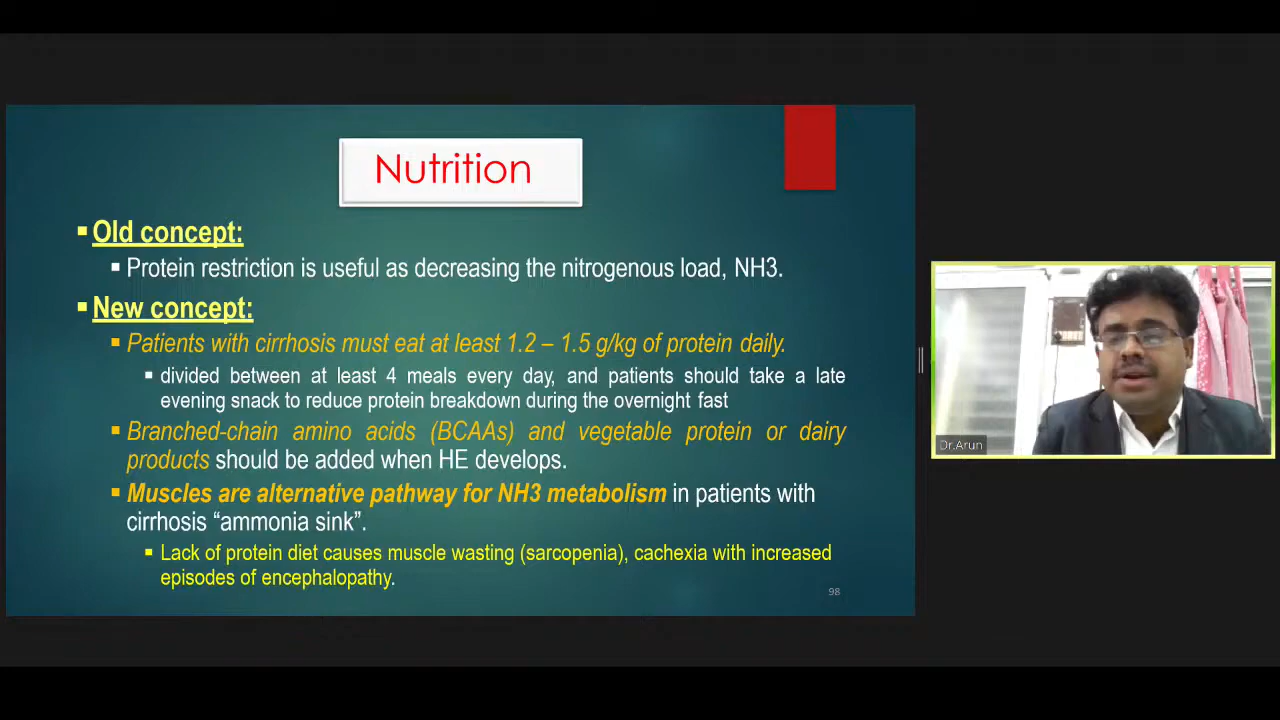 Nutrition
Old concept:
Protein restriction is useful as decreasing the nitrogenous load, NH3.
New concept:
Patients with cirrhosis must eat at least 1.2 – 1.5 g/kg of protein daily.
divided between at least 4 meals every day, and patients should take a late
evening snack to reduce protein breakdown during the overnight fast
Branched-chain amino acids (BCAAs) and vegetable protein or dairy
products should be added when HE develops.
Muscles are alternative pathway for NH3 metabolism in patients with
cirrhosis “ammonia sink”.
Lack of protein diet causes muscle wasting (sarcopenia), cachexia with increased
episodes of encephalopathy.
98
Dr.Arun